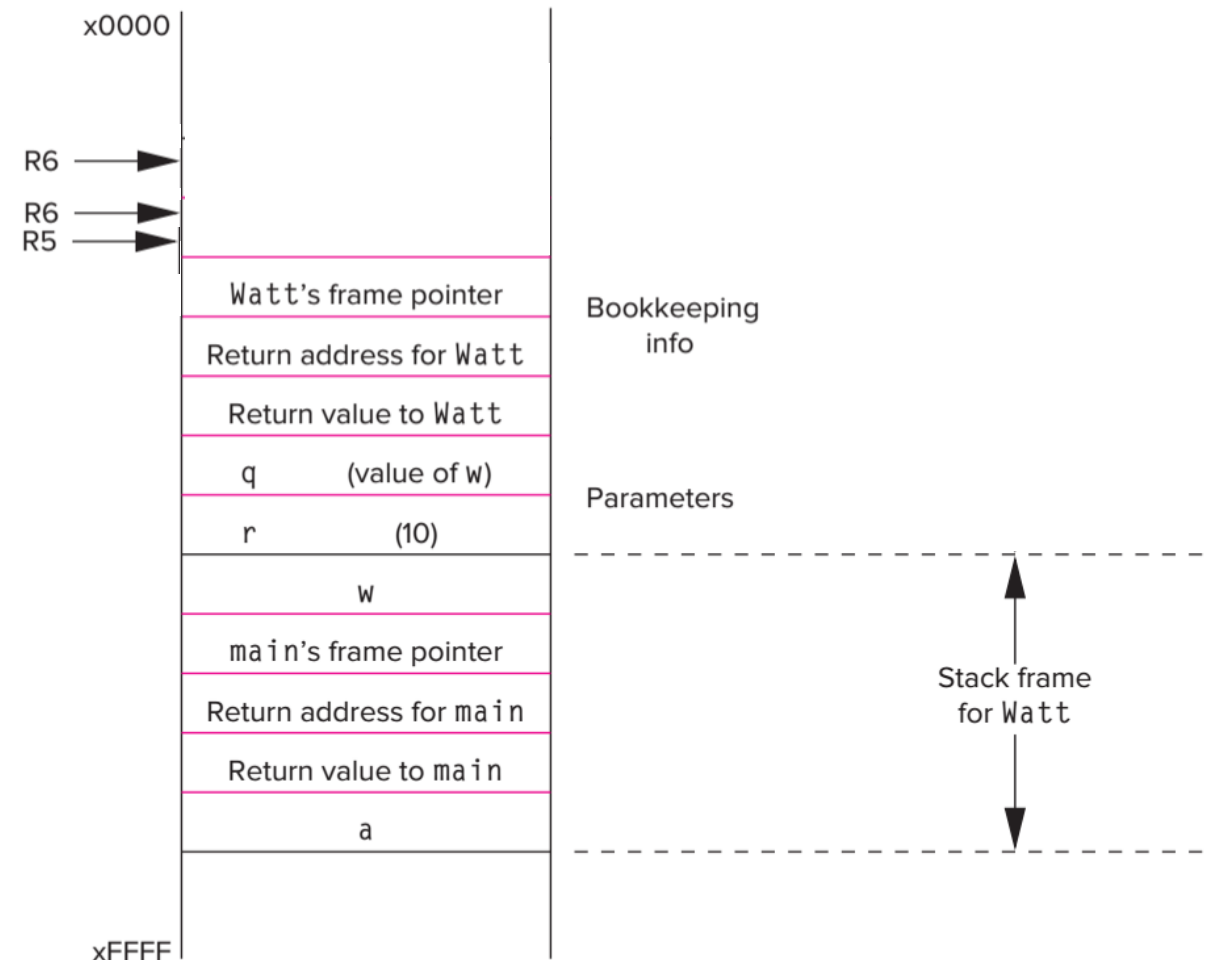 x0000
R6
R6
R5
Watt's frame pointer
Bookkeeping
info
Return address for Watt
Return value to Watt
q (value of w)
Parameters
r (10)
w
main's frame pointer
Stack frame
for Watt
Return address for main
Return value to main
a
xFFFF